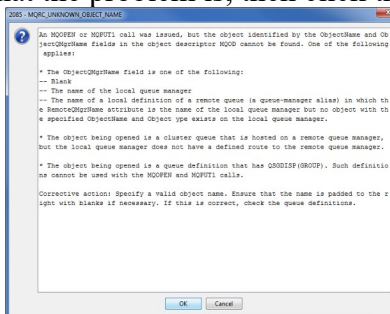 that the problem is, then click t
2085 - MQRC_UNKNOWN_OBJECT_NAME
An MQOPEN or MQPUT1 call was issued, but the object identified by the ObjectName and Ob
jectQMgrName fields in the object descriptor MQOD cannot be found. One of the following
applies:
* The ObjectQMgrName field is one of the following:
-- Blank
-- The name of the local queue manager
-- The name of a local definition of a remote queue (a queue-manager alias) in which th
e RemoteQMgrName attribute is the name of the local queue manager but no object with th
e specified ObjectName and Object ype exists on the local queue manager.
* The object being opened is a cluster queue that is hosted on a remote queue manager,
but the local queue manager does not have a defined route to the remote queue manager.
* The object being opened is a queue definition that has QSGDISP(GROUP). Such definitio
ns cannot be used with the MQOPEN and MQPUT1 calls.
Corrective action: Specify a valid object name. Ensure that the name is padded to the r
ight with blanks if necessary. If this is correct, check the queue definitions.
OK Cancel